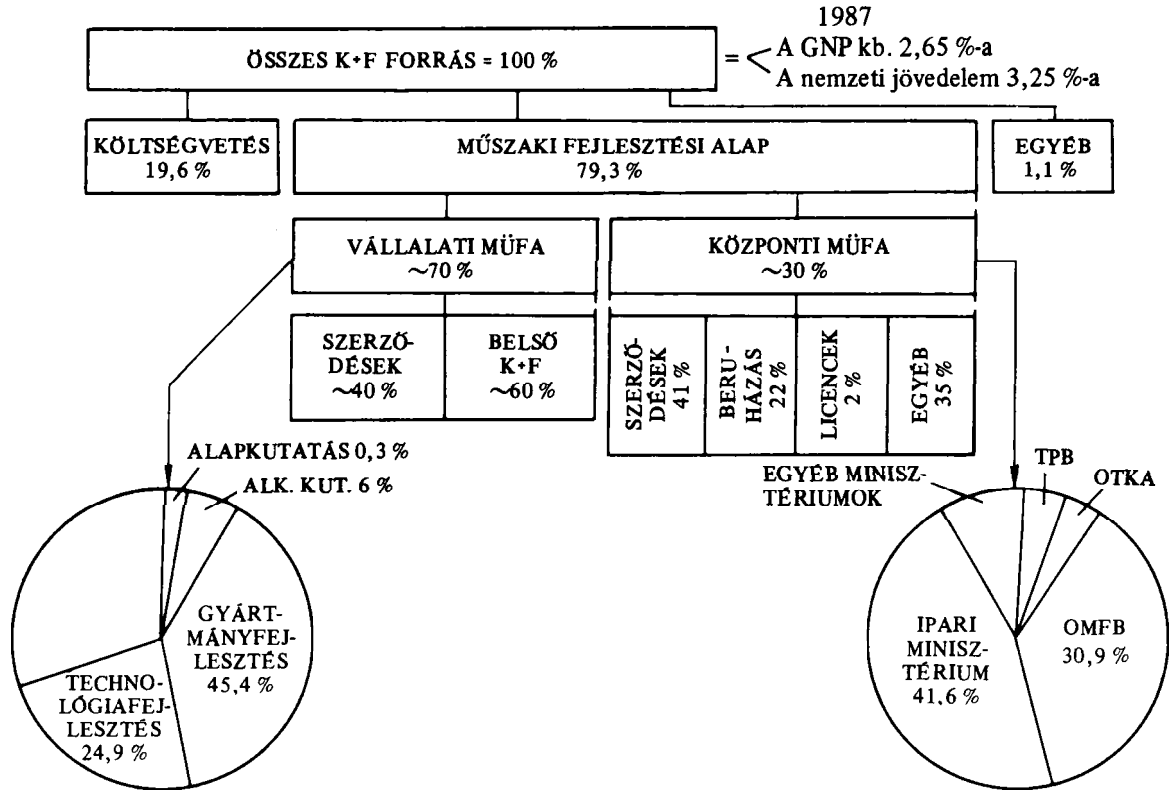 1987
ÖSSZES K+F FORRÁS = 100 %
=
A GNP kb. 2,65 %-a
A nemzeti jövedelem 3,25 %-a
KÖLTSÉGVETÉS
19,6 %
MŰSZAKI FEJLESZTÉSI ALAP
79,3 %
EGYÉB
1,1 %
VÁLLALATI MŰFA
~70 %
KÖZPONTI MŰFA
~30 %
SZERZŐ-
DÉSEK
~40 %
BELSŐ
K+F
~60 %
SZERZŐ-
DÉSEK
41 %
BERU-
HÁZÁS
22 %
LICENCEK
2 %
EGYÉB
35 %
ALAPKUTATÁS 0,3 %
ALK. KUT. 6 %
GYÁRT-
MÁNYFEJ-
LESZTÉS
45,4 %
TECHNO-
LÓGIAFEJ-
LESZTÉS
24,9 %
EGYÉB MINISZ-
TÉRIUMOK
TPB
OTKA
IPARI
MINISZ-
TÉRIUM
41,6 %
OMFB
30,9 %